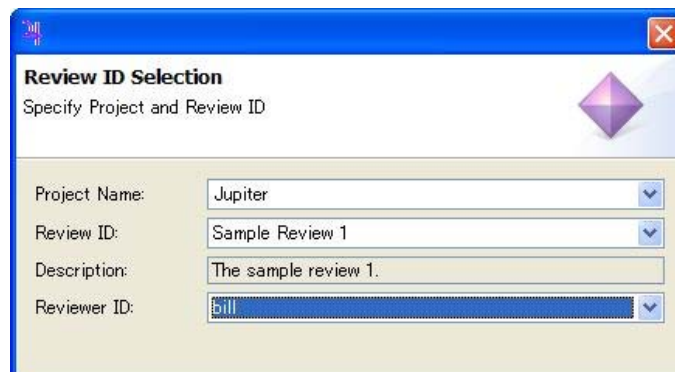 Review ID Selection
Specify Project and Review ID
Project Name: Jupiter
Review ID: Sample Review 1
Description: The sample review 1.
Reviewer ID: bill